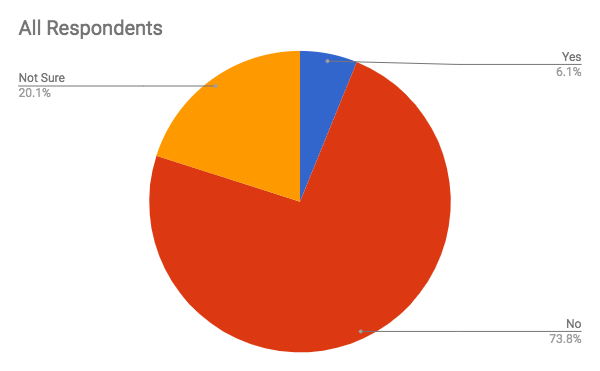 All Respondents
Yes
6.1%
Not Sure
20.1%
No
73.8%